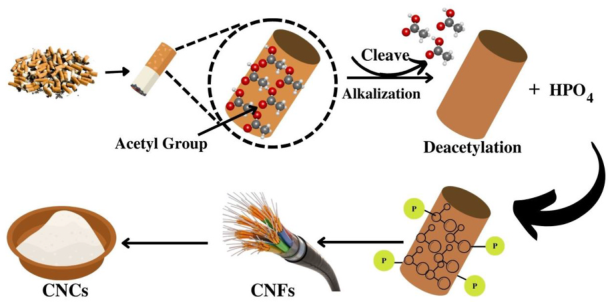 Cleave
Alkalization
Acetyl Group
Deacetylation
+ HPO4
P
P
P
P
CNCs
CNFs